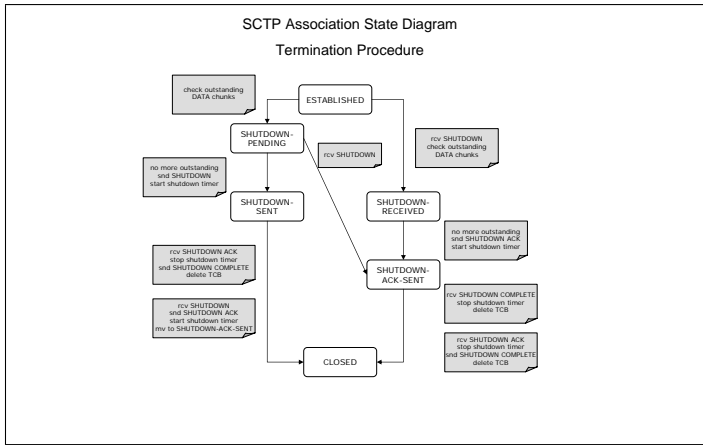 SCTP Association State Diagram
Termination Procedure
check outstanding
DATA chunks
ESTABLISHED
SHUTDOWN-
PENDING
rcv SHUTDOWN
rcv SHUTDOWN
check outstanding
DATA chunks
no more outstanding
snd SHUTDOWN
start shutdown timer
SHUTDOWN-
SENT
SHUTDOWN-
RECEIVED
no more outstanding
snd SHUTDOWN ACK
start shutdown timer
rcv SHUTDOWN ACK
stop shutdown timer
snd SHUTDOWN COMPLETE
delete TCB
SHUTDOWN-
ACK-SENT
rcv SHUTDOWN COMPLETE
stop shutdown timer
delete TCB
rcv SHUTDOWN
snd SHUTDOWN ACK
start shutdown timer
mv to SHUTDOWN-ACK-SENT
rcv SHUTDOWN ACK
stop shutdown timer
snd SHUTDOWN COMPLETE
delete TCB
CLOSED